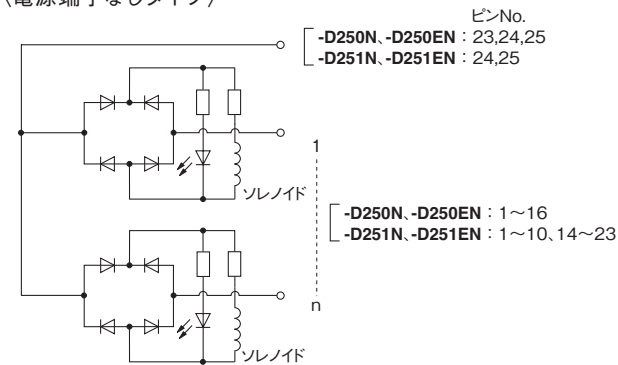 〈電源端子なしタイプ〉
ピンNo.
-D250N、-D250EN：23,24,25
-D251N、-D251EN：24,25
1
ソレノイド
-D250N、-D250EN：1～16
-D251N、-D251EN：1～10、14～23
n
ソレノイド